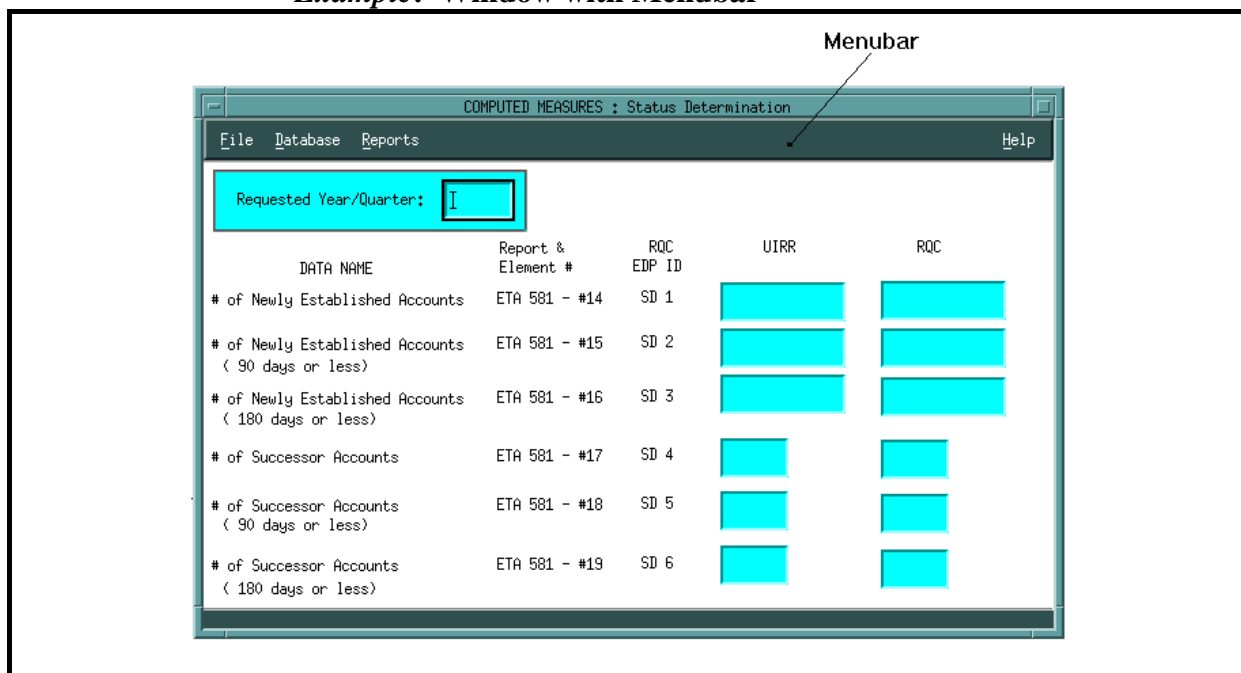 Example: Window with Menubar
Menubar
COMPUTED MEASURES : Status Determination
File Database Reports Help
Requested Year/Quarter:
Report & RQC UIRR RQC
DATA NAME Element # EDP ID
# of Newly Established Accounts ETA 581 - #14 SD 1
# of Newly Established Accounts ETA 581 - #15 SD 2
( 90 days or less)
# of Newly Established Accounts ETA 581 - #16 SD 3
( 180 days or less)
# of Successor Accounts ETA 581 - #17 SD 4
# of Successor Accounts ETA 581 - #18 SD 5
( 90 days or less)
# of Successor Accounts ETA 581 - #19 SD 6
( 180 days or less)